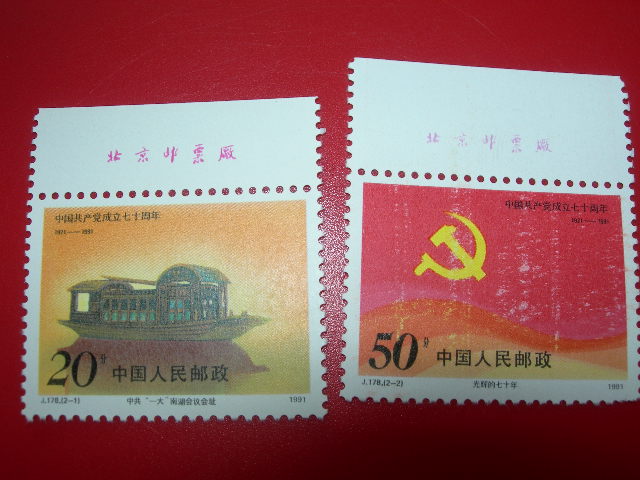 北京邮票厰
中国共产党成立七十周年
1921——1991
20分
中国人民邮政
J.178.(2-1)
中共“一大”南湖会议会址
1991
北京邮票厰
中国共产党成立七十周年
1921——1991
50分
中国人民邮政
J.178.(2-2)
光辉的七十年
1991